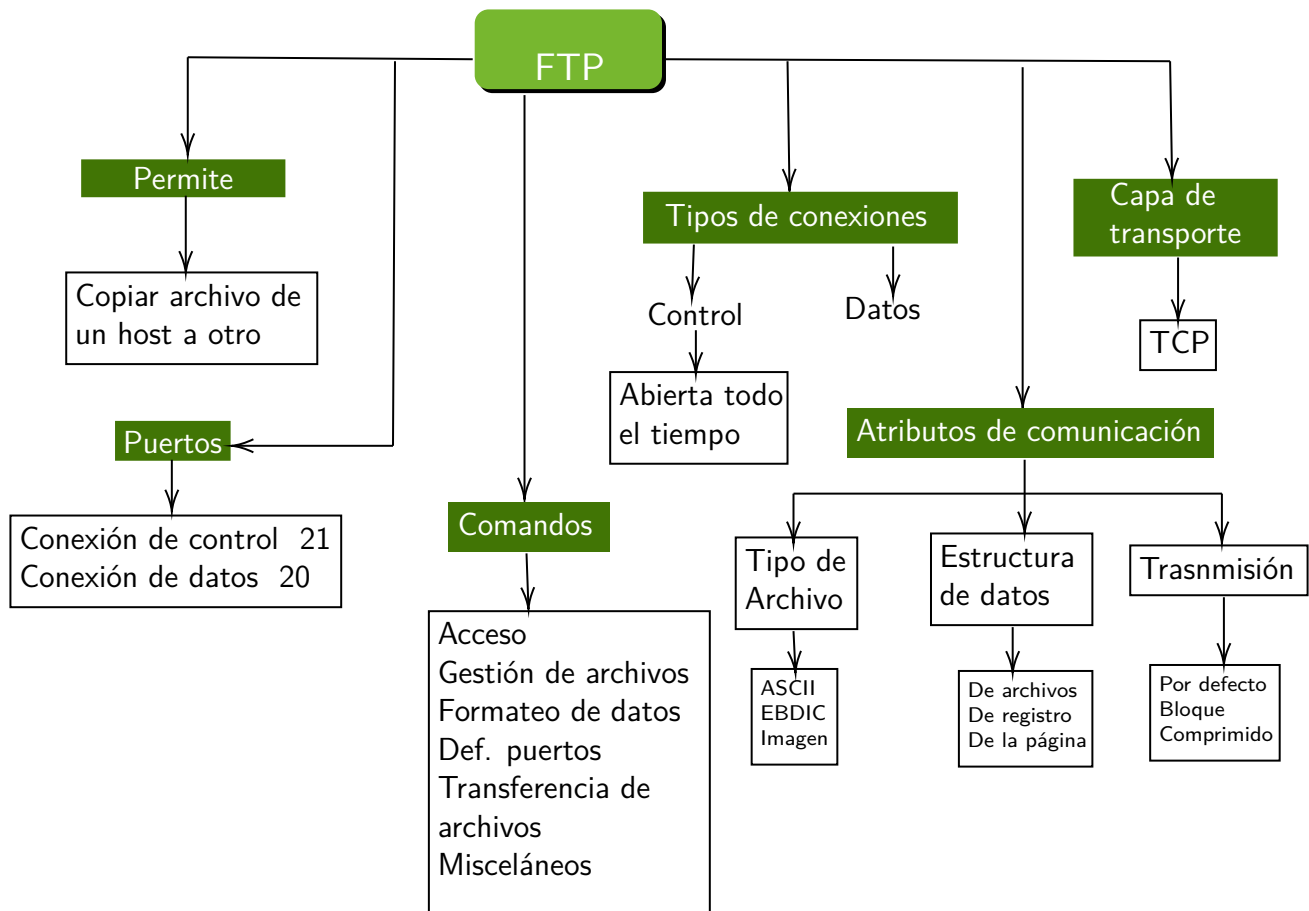 FTP
Permite
Copiar archivo de
un host a otro
Puertos
Conexión de control 21
Conexión de datos 20
Comandos
Acceso
Gestión de archivos
Formateo de datos
Def. puertos
Transferencia de
archivos
Misceláneos
Tipos de conexiones
Control
Abierta todo
el tiempo
Datos
Atributos de comunicación
Tipo de
Archivo
ASCII
EBDIC
Imagen
Estructura
de datos
De archivos
De registro
De la página
Trasnmisión
Por defecto
Bloque
Comprimido
Capa de
transporte
TCP